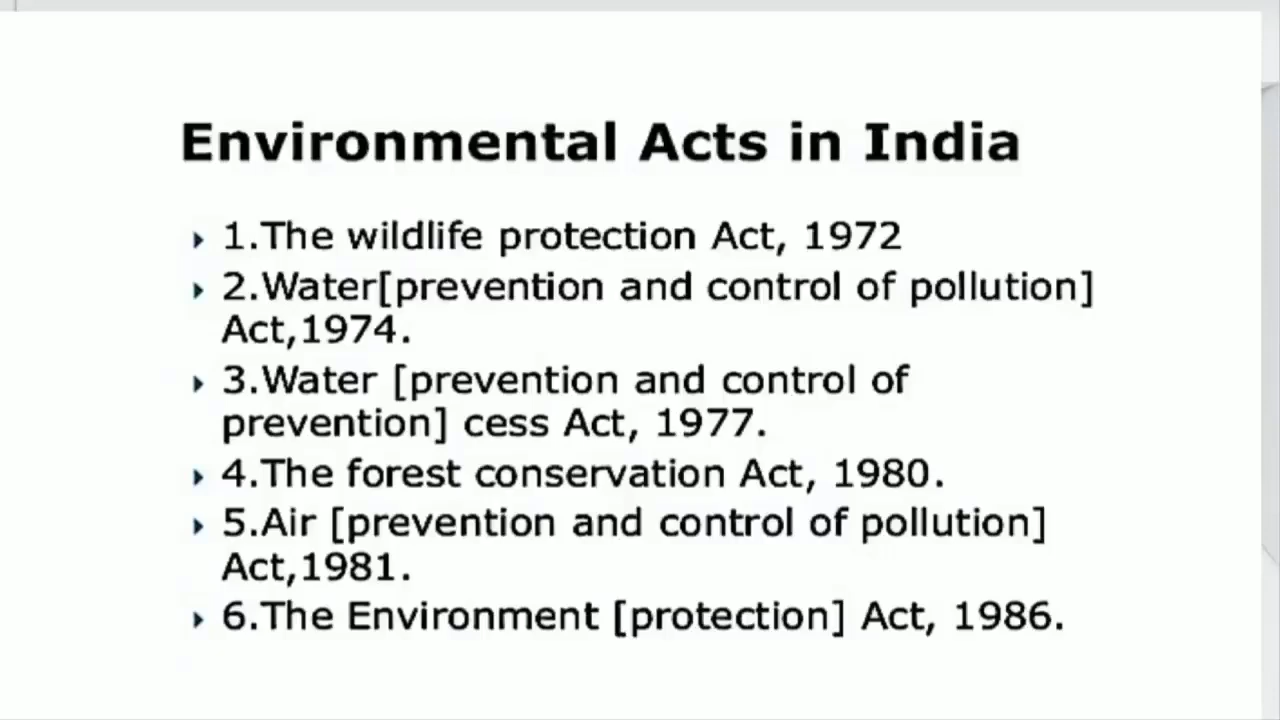 Environmental Acts in India
1.The wildlife protection Act, 1972
2.Water[prevention and control of pollution]
Act,1974.
3.Water [prevention and control of
prevention] cess Act, 1977.
4.The forest conservation Act, 1980.
5.Air [prevention and control of pollution]
Act,1981.
6.The Environment [protection] Act, 1986.